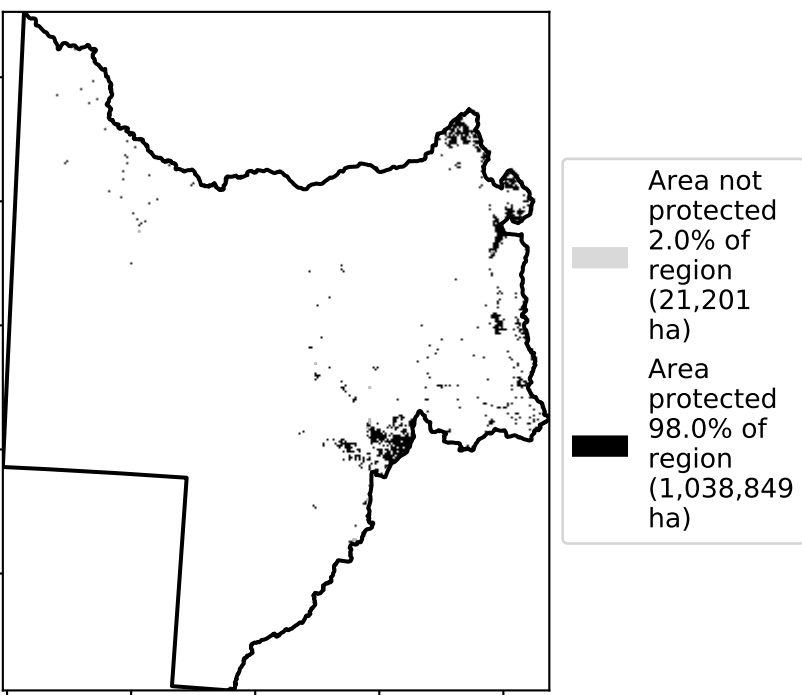 Area not
protected
2.0% of
region
(21,201
ha)
Area
protected
98.0% of
region
(1,038,849
ha)